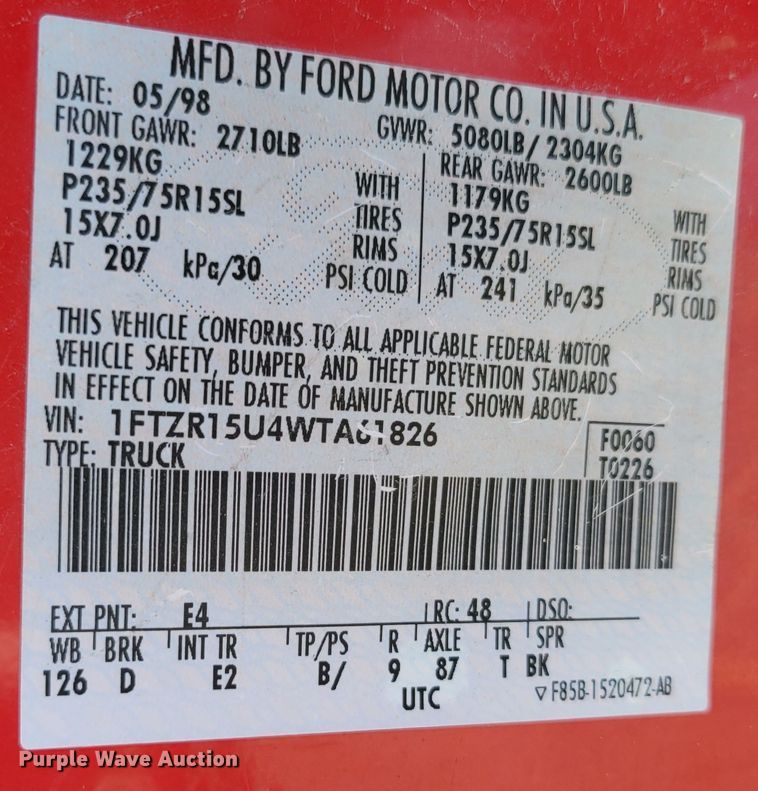 MFD. BY FORD MOTOR CO. IN U.S.A.
DATE: 05/98 GVWR: 5080LB/ 2304KG
FRONT GAWR: 2710LB REAR GAWR: 2600LB
1229KG WITH 1179KG WITH
P235/75R15SL TIRES P235/75R15SL TIRES
15X7.0J RIMS 15X7.0J RIMS
AT 207 kPa/30 PSI COLD AT 241 kPa/35 PSI COLD
THIS VEHICLE CONFORMS TO ALL APPLICABLE FEDERAL MOTOR
VEHICLE SAFETY, BUMPER, AND THEFT PREVENTION STANDARDS
IN EFFECT ON THE DATE OF MANUFACTURE SHOWN ABOVE.
VIN: 1FTZR15U4WTA61826 F0060
TYPE: TRUCK T0226
EXT PNT: E4 RC: 48 DSO:
WB BRK INT TR TP/PS R AXLE TR SPR
126 D E2 B/ 9 87 T BK
UTC ▽F85B-1520472-AB
Purple Wave Auction